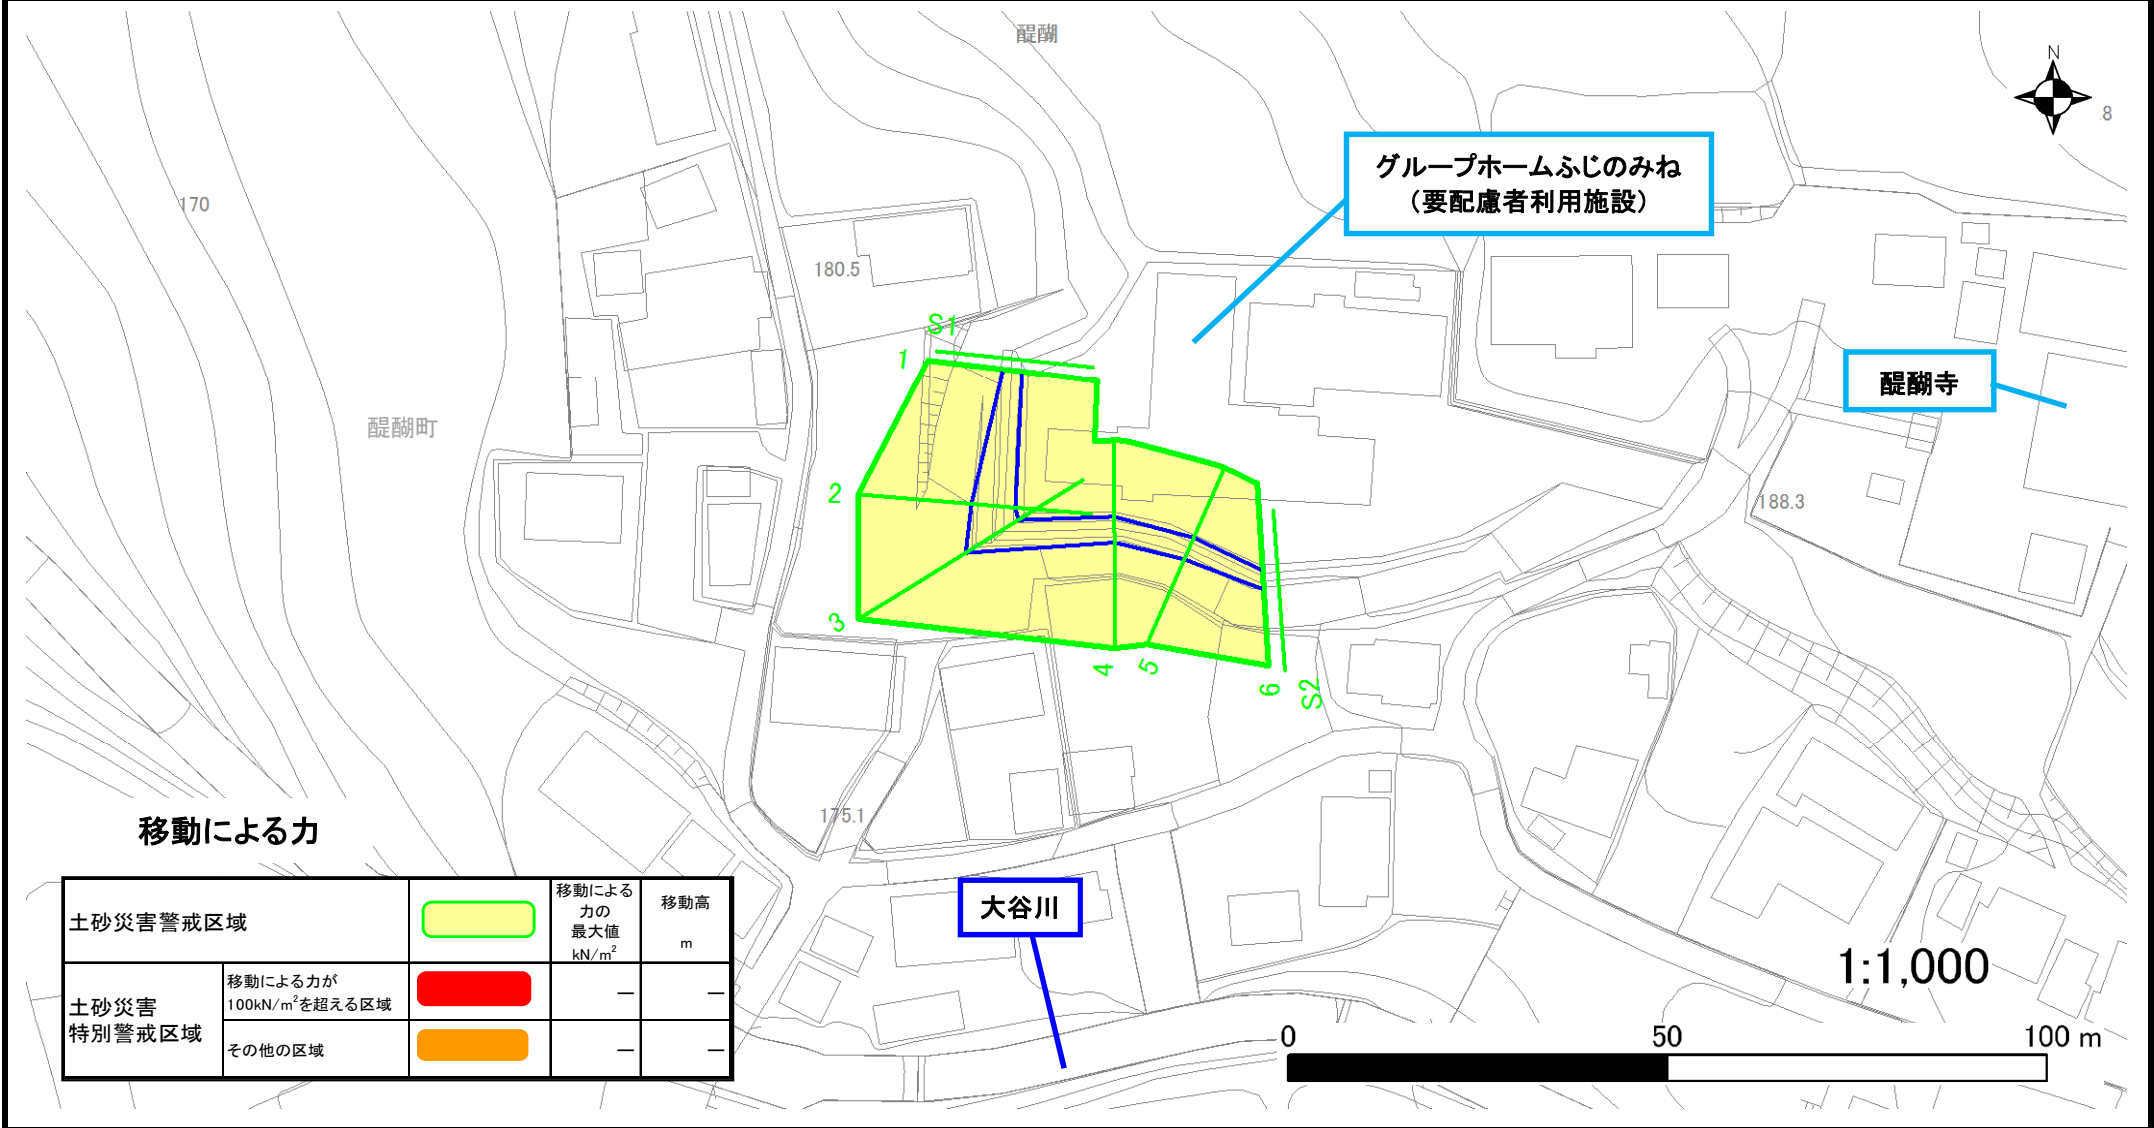 醍醐
N
8
グループホームふじのみね
（要配慮者利用施設）
170
180.5
S1
1
醍醐町
醍醐寺
2
188.3
3
4
5
6
S2
175.1
移動による力
土砂災害警戒区域
移動による
力の
最大値
kN/m²
移動高
m
土砂災害
特別警戒区域
移動による力が
100kN/m²を超える区域
－
－
その他の区域
－
－
大谷川
1:1,000
0
50
100 m